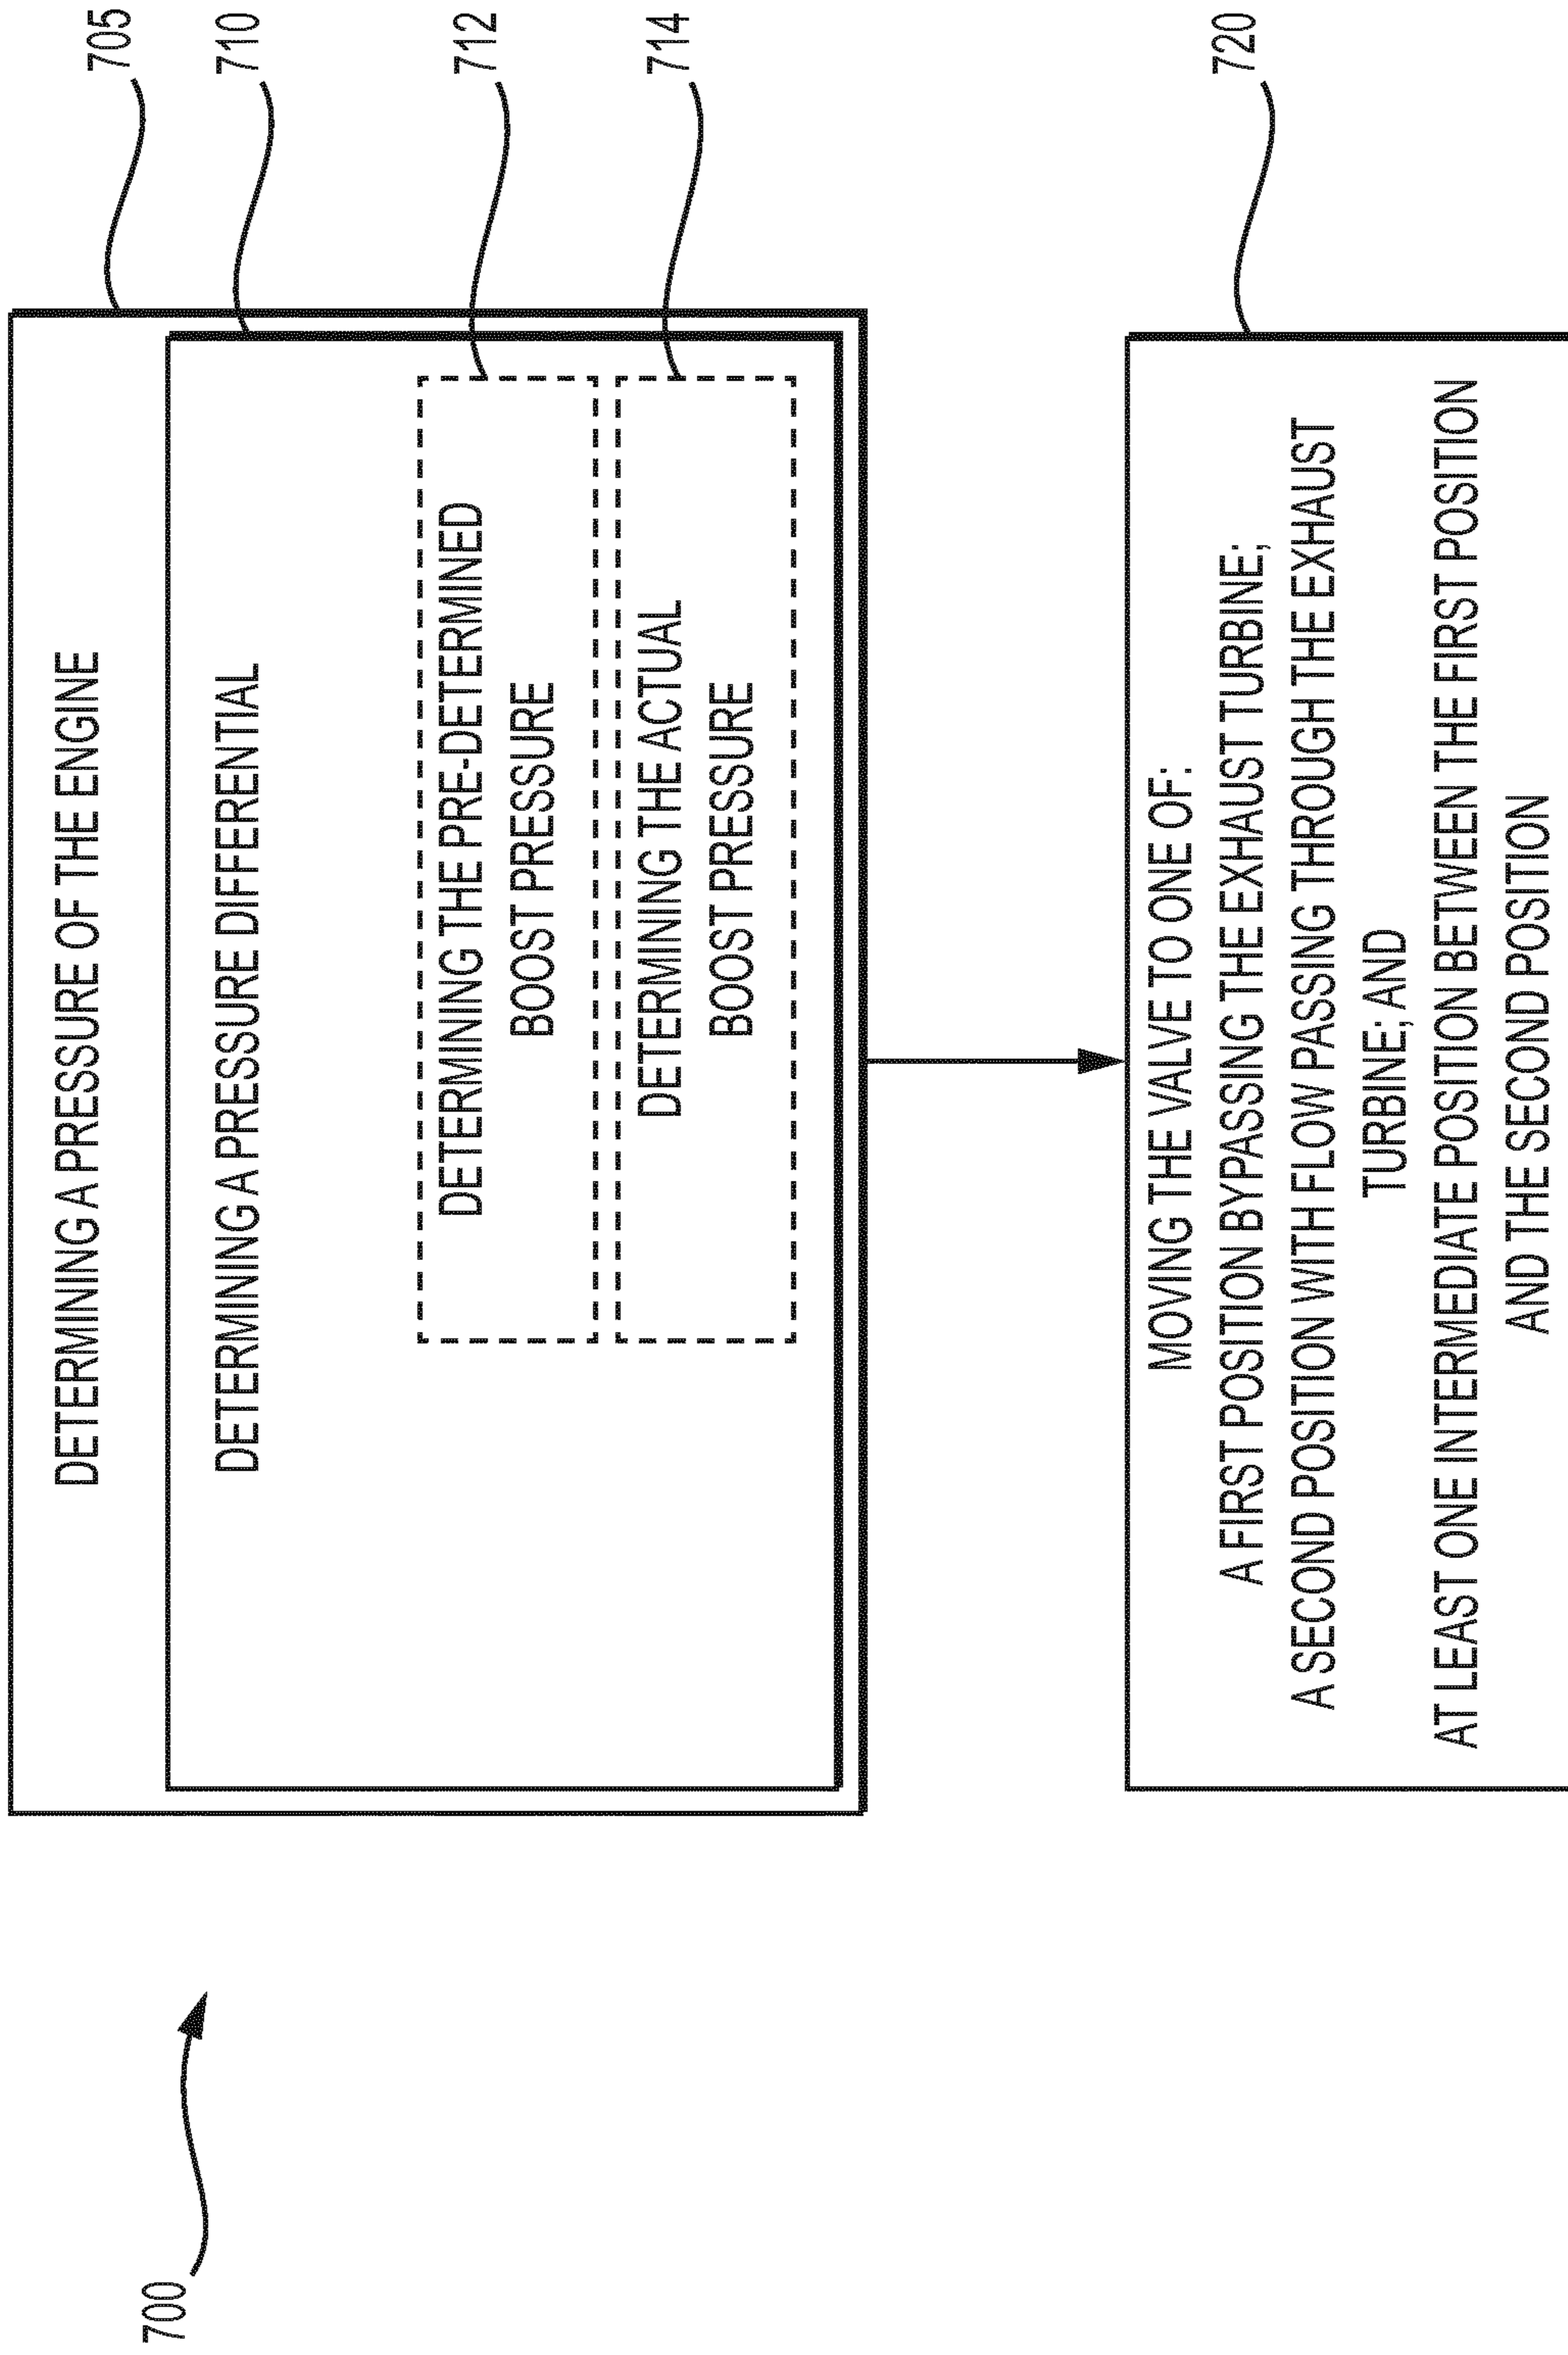 700
705
DETERMINING A PRESSURE OF THE ENGINE
710
DETERMINING A PRESSURE DIFFERENTIAL
712
DETERMINING THE PRE-DETERMINED
BOOST PRESSURE
714
DETERMINING THE ACTUAL
BOOST PRESSURE
720
MOVING THE VALVE TO ONE OF:
A FIRST POSITION BYPASSING THE EXHAUST TURBINE;
A SECOND POSITION WITH FLOW PASSING THROUGH THE EXHAUST
TURBINE; AND
AT LEAST ONE INTERMEDIATE POSITION BETWEEN THE FIRST POSITION
AND THE SECOND POSITION